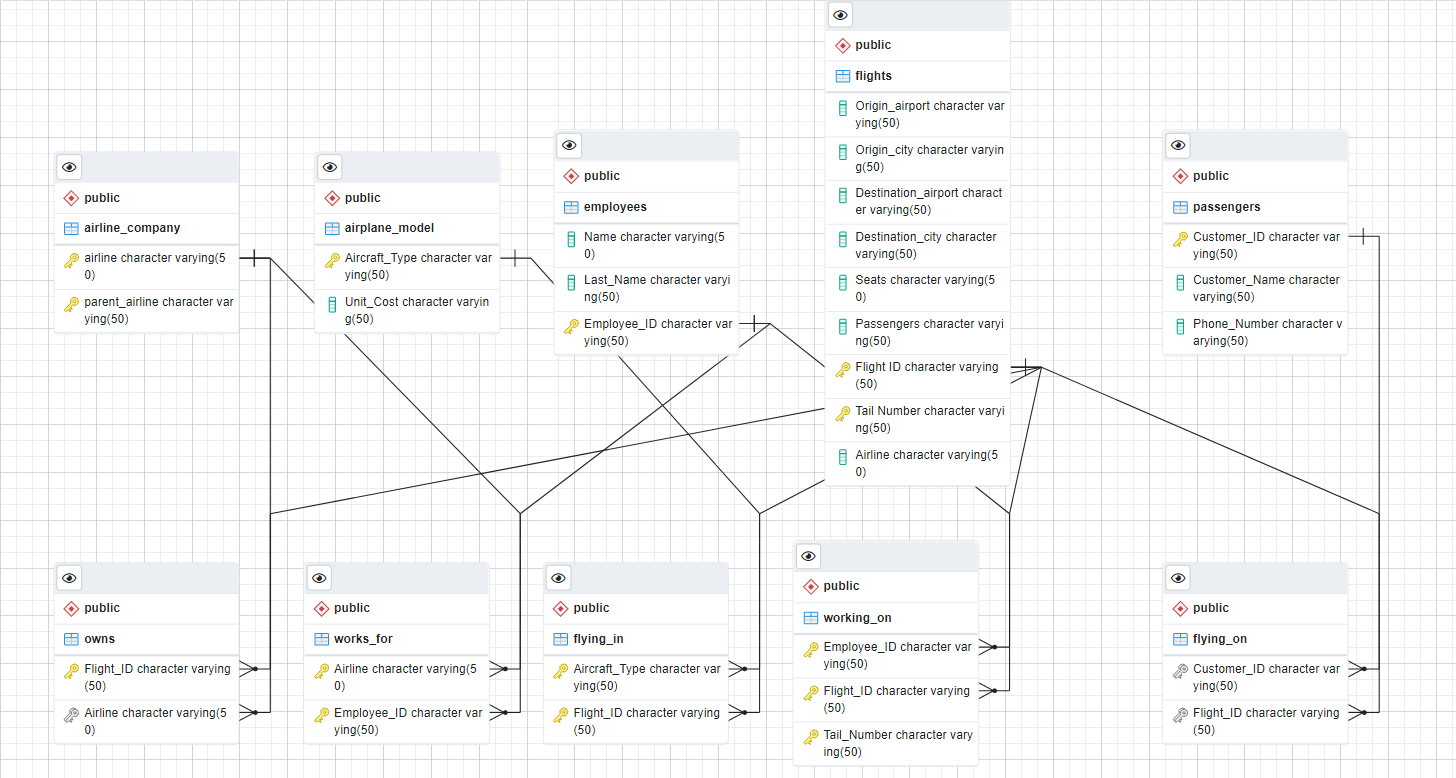 public
airline_company
airline character varying(5
0)
parent_airline character var
ying(50)
public
airplane_model
Aircraft_Type character var
ying(50)
Unit_Cost character varyin
g(50)
public
employees
Name character varying(5
0)
Last_Name character varyi
ng(50)
Employee_ID character var
ying(50)
public
flights
Origin_airport character var
ying(50)
Origin_city character varyin
g(50)
Destination_airport charact
er varying(50)
Destination_city character
varying(50)
Seats character varying(5
0)
Passengers character varyi
ng(50)
Flight ID character varying
(50)
Tail Number character varyi
ng(50)
Airline character varying(5
0)
public
passengers
Customer_ID character var
ying(50)
Customer_Name character
varying(50)
Phone_Number character v
arying(50)
public
owns
Flight_ID character varying
(50)
Airline character varying(5
0)
public
works_for
Airline character varying(5
0)
Employee_ID character var
ying(50)
public
flying_in
Aircraft_Type character var
ying(50)
Flight_ID character varying
(50)
public
working_on
Employee_ID character var
ying(50)
Flight_ID character varying
(50)
Tail_Number character vary
ing(50)
public
flying_on
Customer_ID character var
ying(50)
Flight_ID character varying
(50)